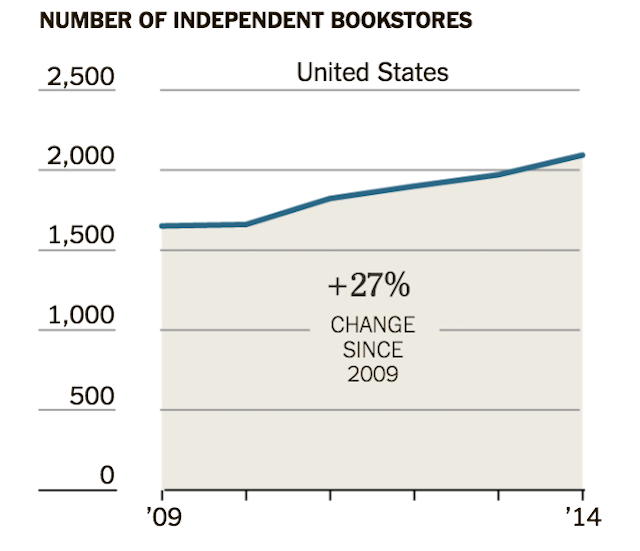 NUMBER OF INDEPENDENT BOOKSTORES
United States
2,500
2,000
1,500
+27%
1,000
CHANGE
SINCE
2009
500
0
’09
’14